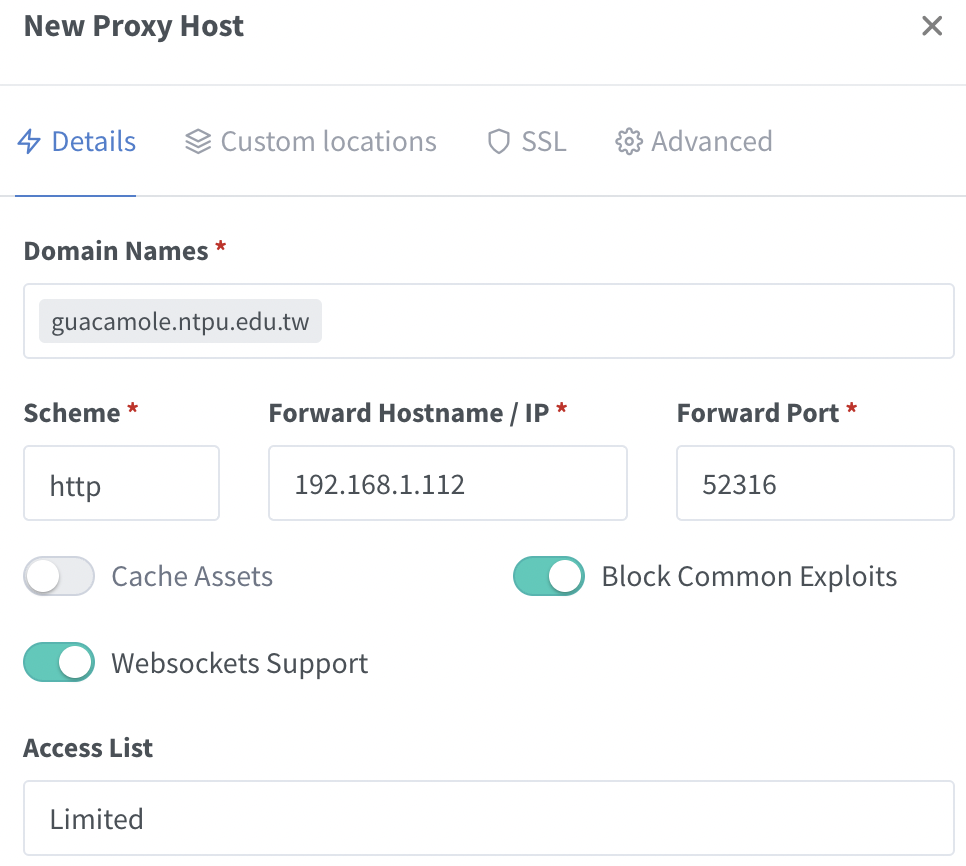 New Proxy Host
Details Custom locations SSL Advanced
Domain Names *
guacamole.ntpu.edu.tw
Scheme * Forward Hostname / IP * Forward Port *
http 192.168.1.112 52316
Cache Assets Block Common Exploits
Websockets Support
Access List
Limited